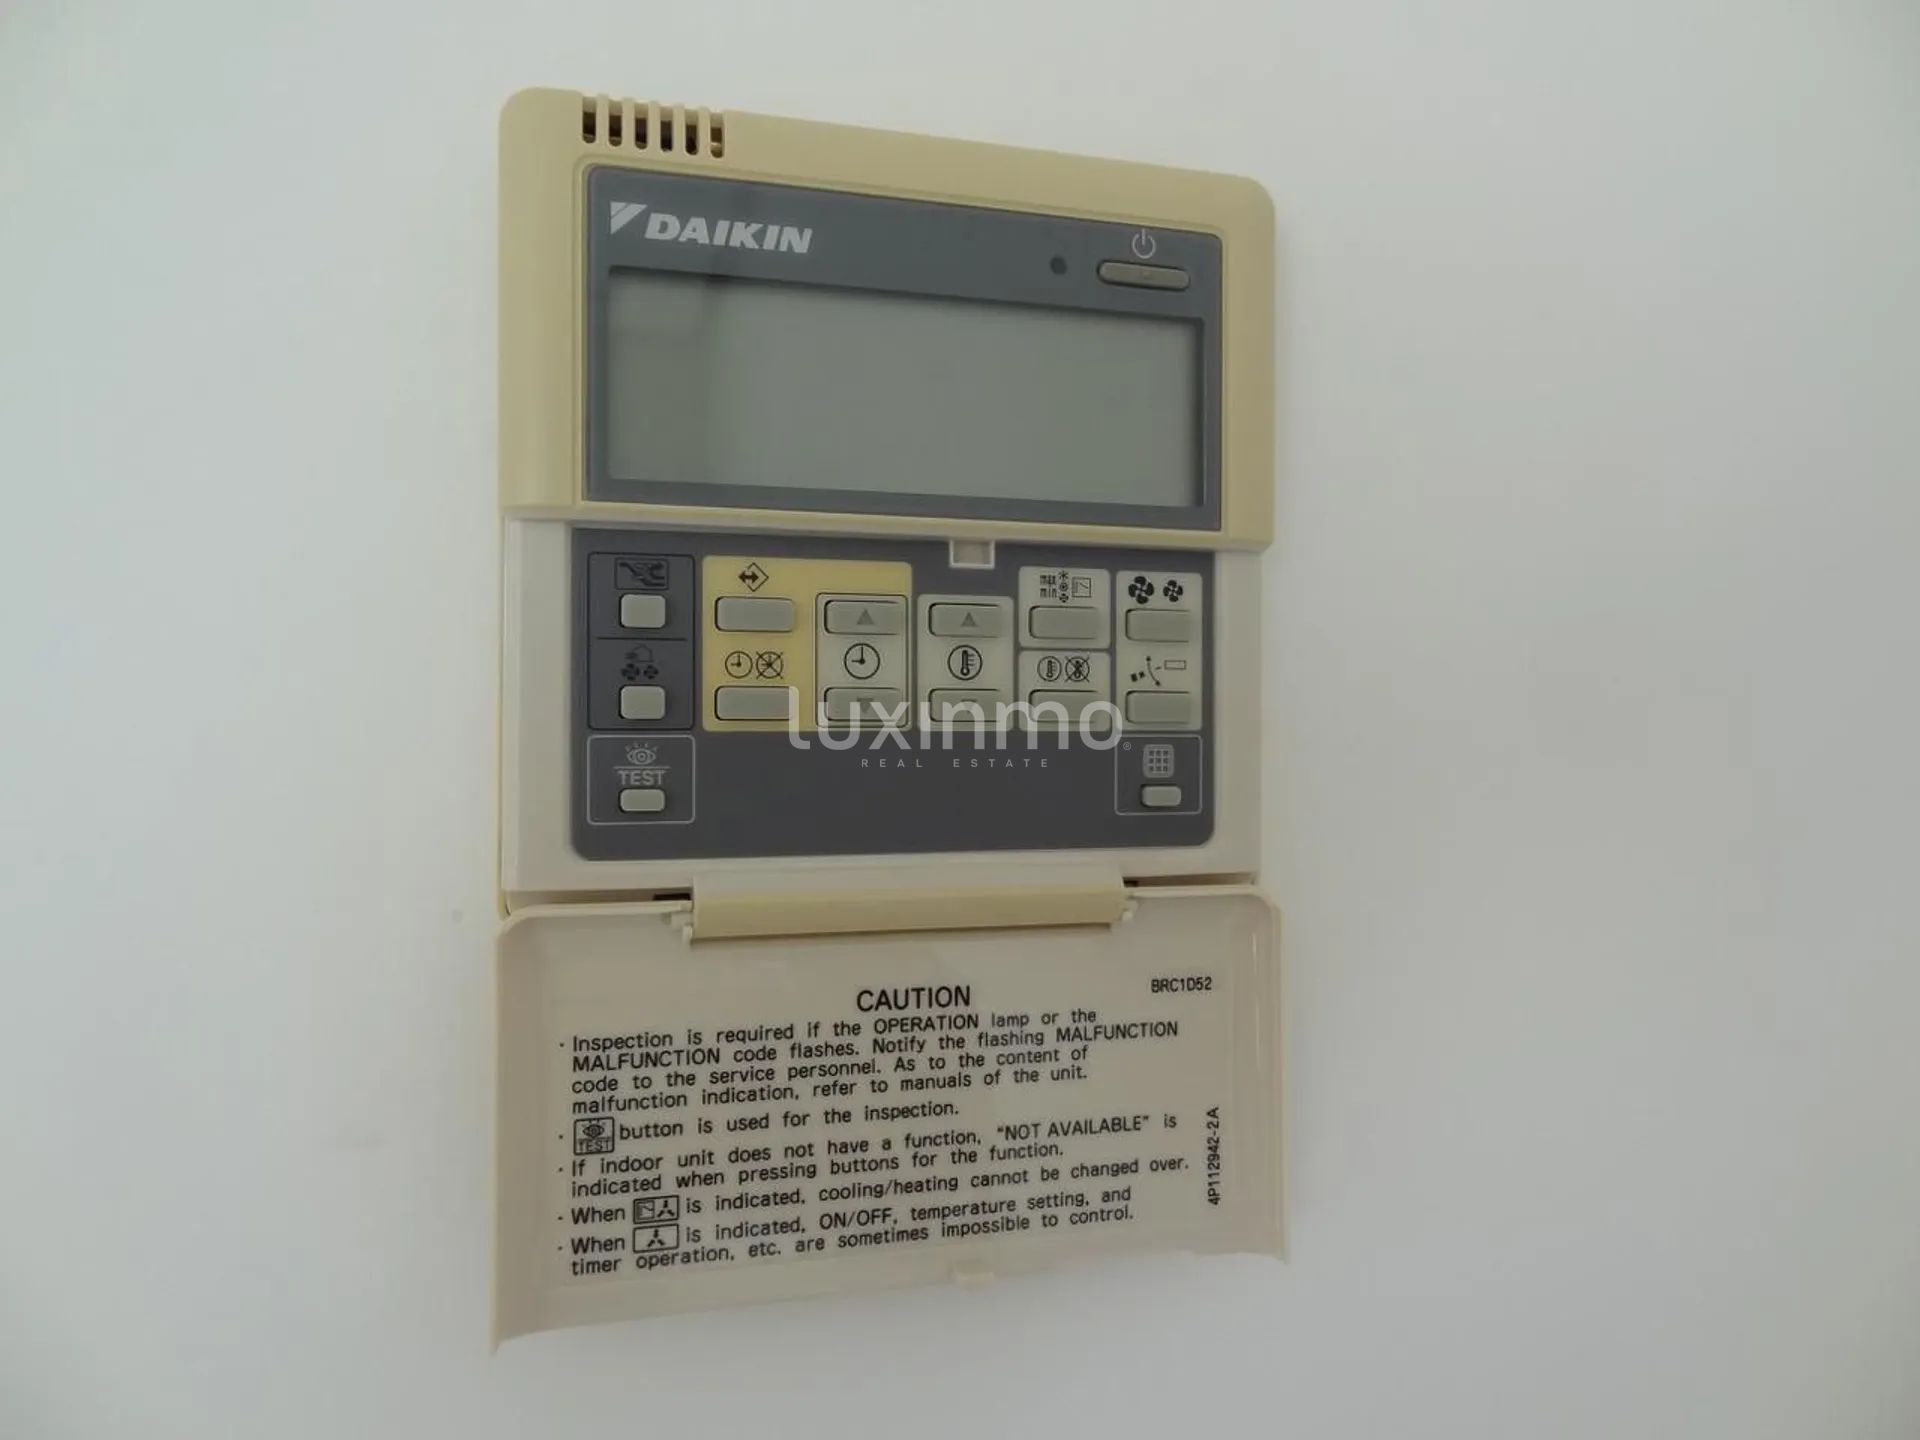 DAIKIN
max
min
TEST
luxinmo®
REAL ESTATE
CAUTION
BRC1D52
· Inspection is required if the OPERATION lamp or the
MALFUNCTION code flashes. Notify the flashing MALFUNCTION
code to the service personnel. As to the content of
malfunction indication, refer to manuals of the unit.
· TEST button is used for the inspection.
· If indoor unit does not have a function, "NOT AVAILABLE" is
indicated when pressing buttons for the function.
· When is indicated, cooling/heating cannot be changed over.
· When is indicated, ON/OFF, temperature setting, and
timer operation, etc. are sometimes impossible to control.
4P112942-2A